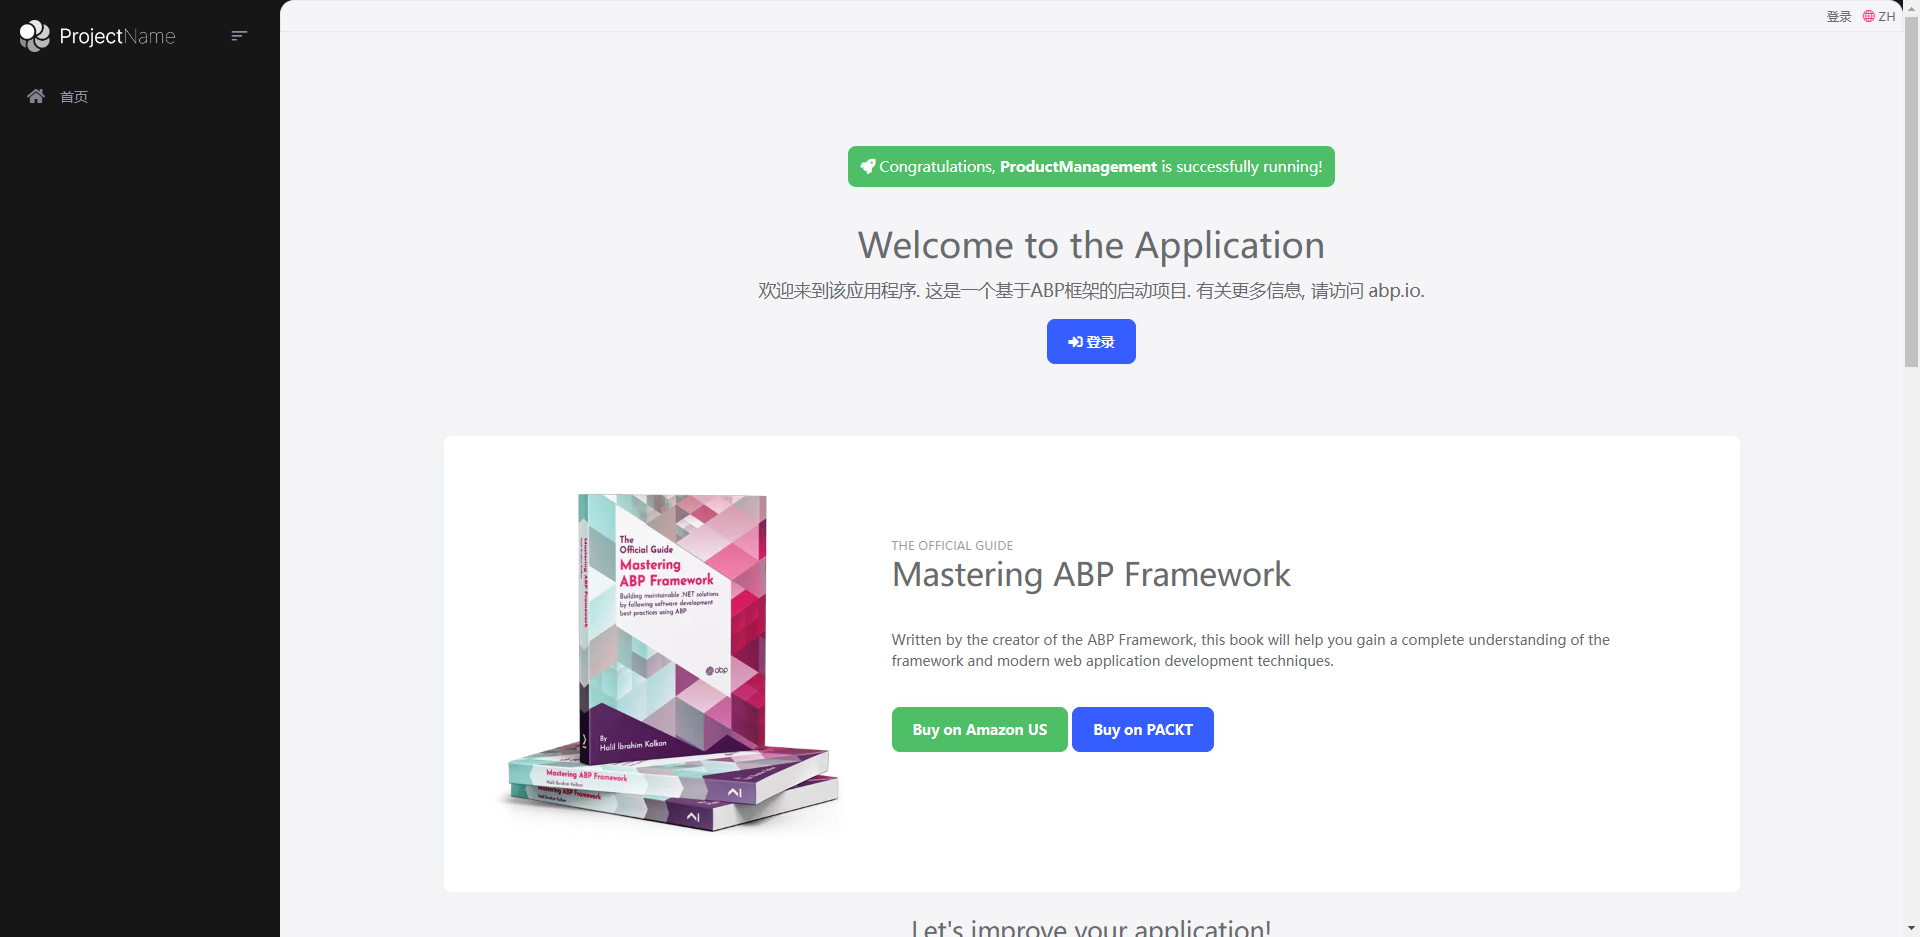 ProjectName
首页
登录 ZH
Congratulations, ProductManagement is successfully running!
Welcome to the Application
欢迎来到该应用程序. 这是一个基于ABP框架的启动项目. 有关更多信息, 请访问 abp.io.
登录
The
Official Guide
Mastering
ABP Framework
Building maintainable .NET solutions
by following software development
best practices using ABP
abp
By
Halil İbrahim Kalkan
Mastering ABP Framework
Mastering ABP Framework
Halil İbrahim Kalkan
Mastering ABP Framework
THE OFFICIAL GUIDE
Mastering ABP Framework
Written by the creator of the ABP Framework, this book will help you gain a complete understanding of the
framework and modern web application development techniques.
Buy on Amazon US
Buy on PACKT
Let's improve your application!